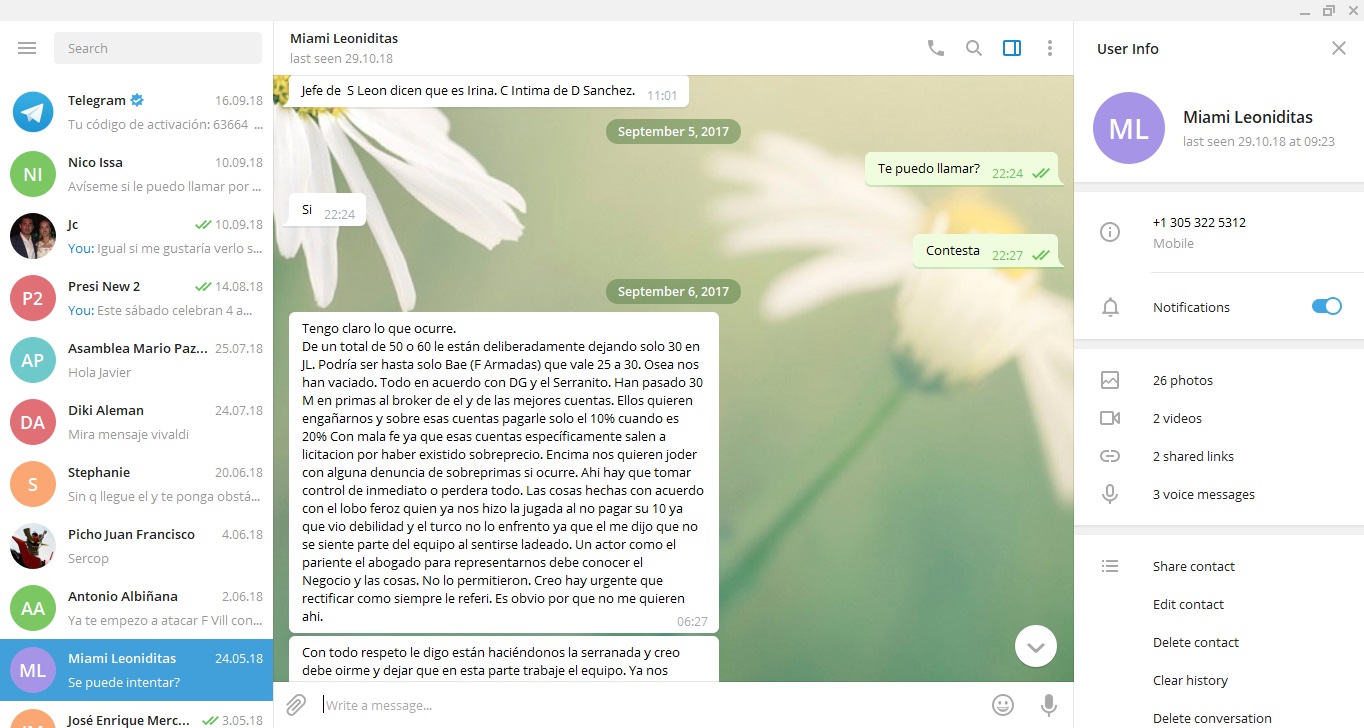 Search
Telegram 16.09.18
Tu código de activación: 63664 ...
NI
Nico Issa 10.09.18
Avíseme si le puedo llamar por ...
Jc 10.09.18
You: Igual si me gustaría verlo s...
P2
Presi New 2 14.08.18
You: Este sábado celebran 4 a...
AP
Asamblea Mario Paz... 25.07.18
Hola Javier
DA
Diki Aleman 24.07.18
Mira mensaje vivaldi
S
Stephanie 20.06.18
Sin q llegue el y te ponga obstá...
Picho Juan Francisco 4.06.18
Sercop
AA
Antonio Albiñana 2.06.18
Ya te empezo a atacar F Vill con...
ML
Miami Leoniditas 24.05.18
Se puede intentar?
José Enrique Merc... 3.05.18
Miami Leoniditas
last seen 29.10.18
Jefe de S Leon dicen que es Irina. C Intima de D Sanchez. 11:01
September 5, 2017
Te puedo llamar? 22:24
Si 22:24
Contesta 22:27
September 6, 2017
Tengo claro lo que ocurre.
De un total de 50 o 60 le están deliberadamente dejando solo 30 en
JL. Podría ser hasta solo Bae (F Armadas) que vale 25 a 30. Osea nos
han vaciado. Todo en acuerdo con DG y el Serranito. Han pasado 30
M en primas al broker de el y de las mejores cuentas. Ellos quieren
engañarnos y sobre esas cuentas pagarle solo el 10% cuando es
20% Con mala fe ya que esas cuentas específicamente salen a
licitacion por haber existido sobreprecio. Encima nos quieren joder
con alguna denuncia de sobreprimas si ocurre. Ahi hay que tomar
control de inmediato o perdera todo. Las cosas hechas con acuerdo
con el lobo feroz quien ya nos hizo la jugada al no pagar su 10 ya
que vio debilidad y el turco no lo enfrento ya que el me dijo que no
se siente parte del equipo al sentirse ladeado. Un actor como el
pariente el abogado para representarnos debe conocer el
Negocio y las cosas. No lo permitieron. Creo hay urgente que
rectificar como siempre le referi. Es obvio por que no me quieren
ahi.
06:27
Con todo respeto le digo están haciéndonos la serranada y creo
debe oirme y dejar que en esta parte trabaje el equipo. Ya nos
Write a message...
User Info
ML
Miami Leoniditas
last seen 29.10.18 at 09:23
+1 305 322 5312
Mobile
Notifications
26 photos
2 videos
2 shared links
3 voice messages
Share contact
Edit contact
Delete contact
Clear history
Delete conversation